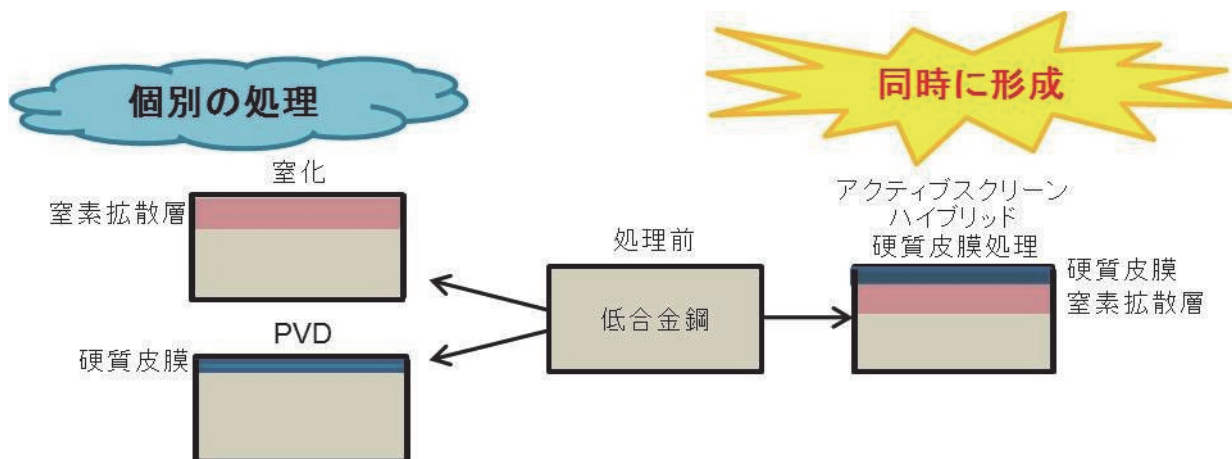 個別の処理
窒化
窒素拡散層
PVD
硬質皮膜
処理前
低合金鋼
同時に形成
アクティブスクリーン
ハイブリッド
硬質皮膜処理
硬質皮膜
窒素拡散層